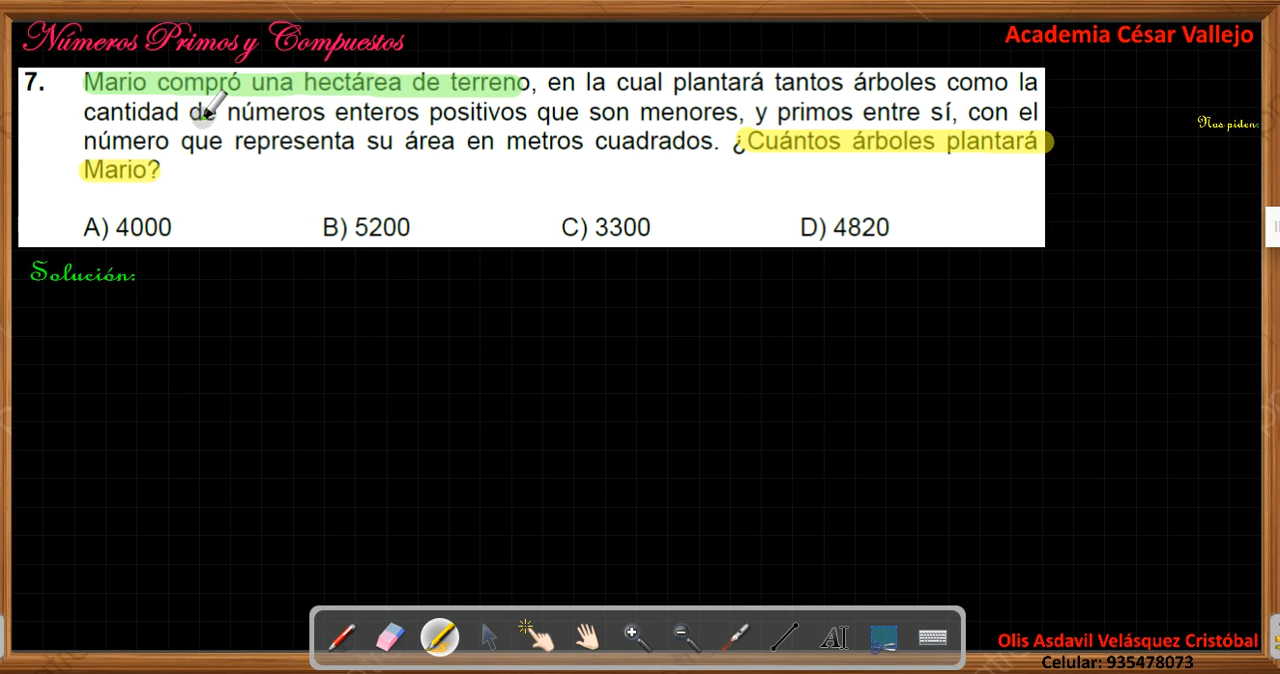 Números Primos y Compuestos
Academia César Vallejo
7. Mario compró una hectárea de terreno, en la cual plantará tantos árboles como la
cantidad de números enteros positivos que son menores, y primos entre sí, con el
número que representa su área en metros cuadrados. ¿Cuántos árboles plantará
Mario?
Nus piden:
A) 4000 B) 5200 C) 3300 D) 4820
Solución:
AI
Olis Asdavil Velásquez Cristóbal
Celular: 935478073